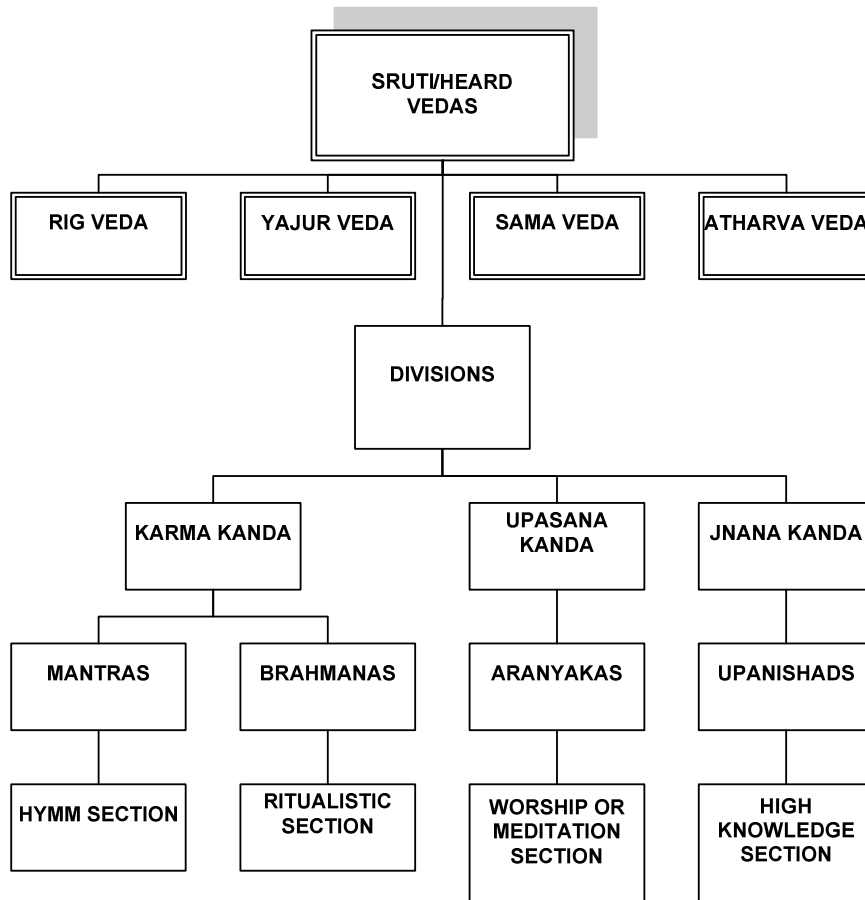 SRUTI/HEARD
VEDAS
RIG VEDA
YAJUR VEDA
SAMA VEDA
ATHARVA VEDA
DIVISIONS
KARMA KANDA
UPASANA
KANDA
JNANA KANDA
MANTRAS
BRAHMANAS
ARANYAKAS
UPANISHADS
HYMM SECTION
RITUALISTIC
SECTION
WORSHIP OR
MEDITATION
SECTION
HIGH
KNOWLEDGE
SECTION